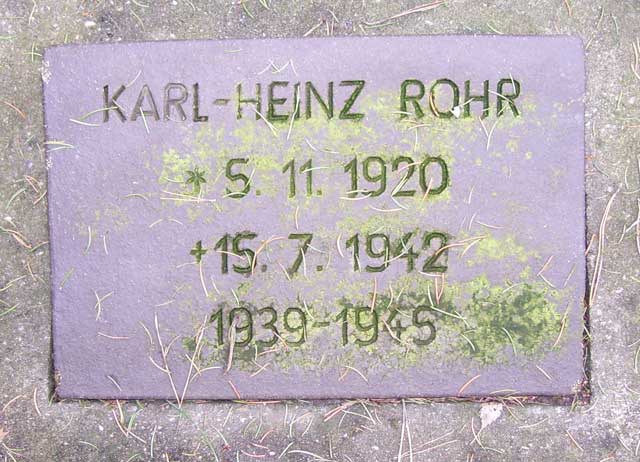 KARL-HEINZ ROHR
* 5. 11. 1920
+ 15. 7. 1942
1939-1945